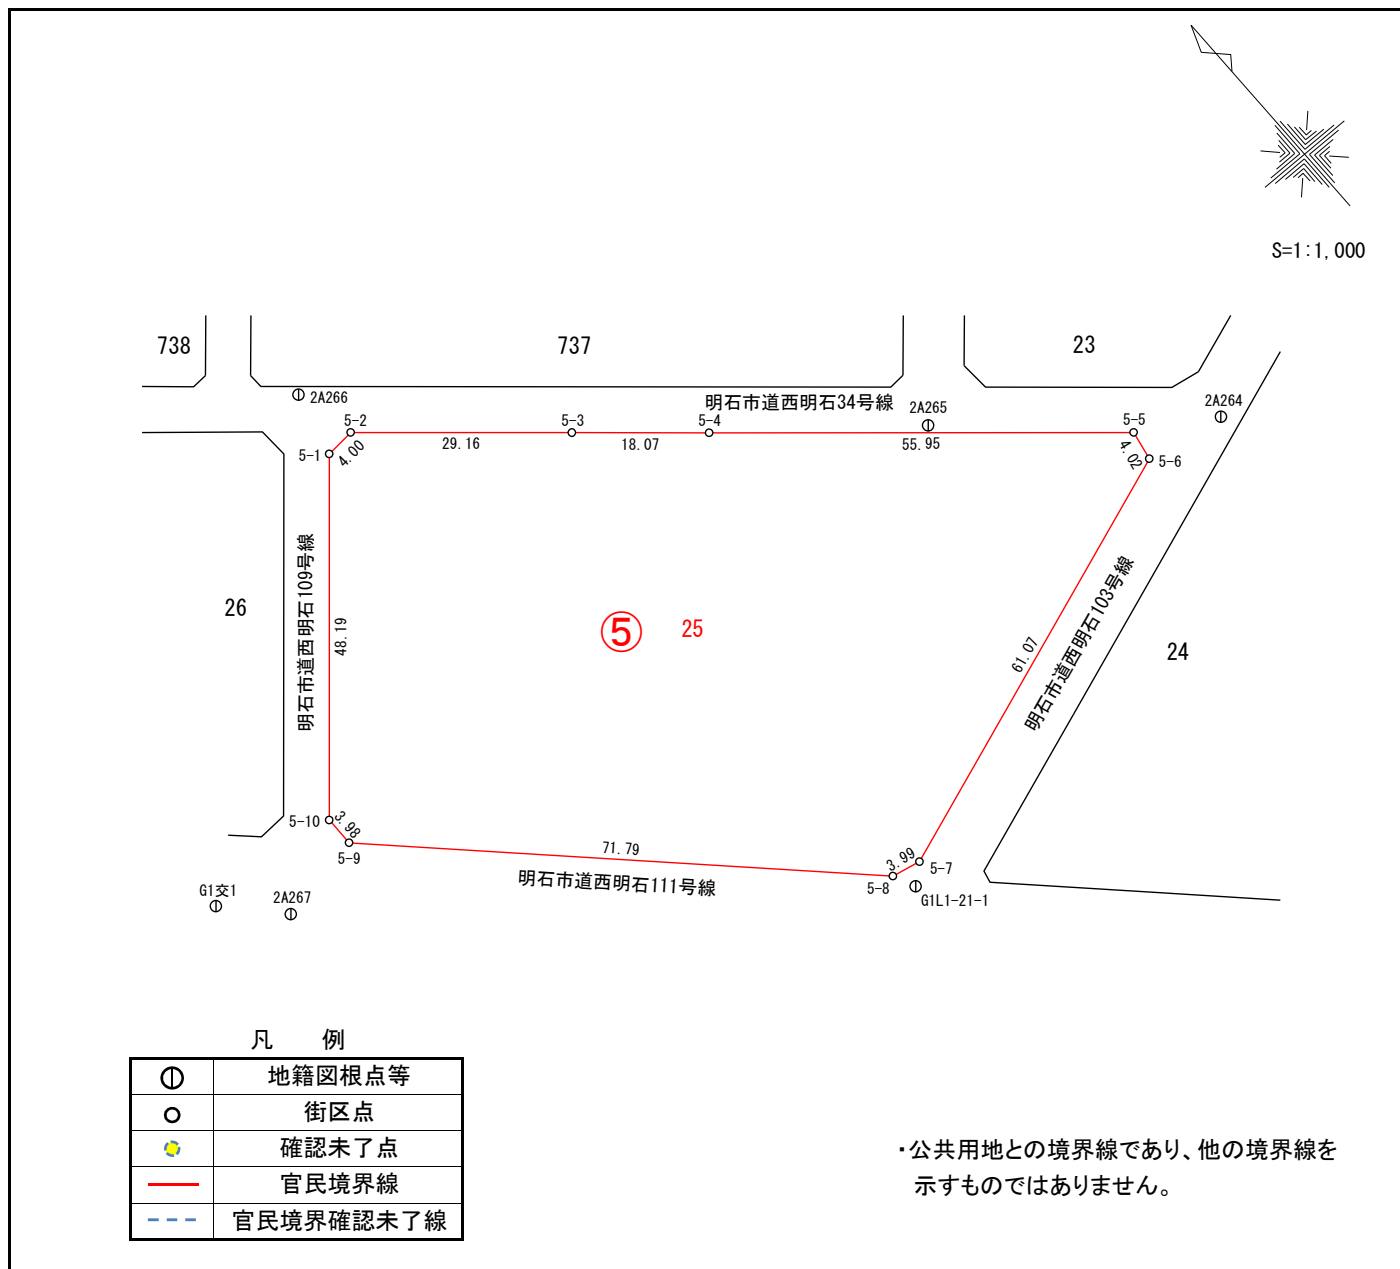 S=1:1,000
738
737
23
2A266
明石市道西明石34号線
2A265
2A264
5-2
5-3
5-4
5-5
29.16
18.07
55.95
5-1
4.00
4.02
5-6
明石市道西明石109号線
48.19
26
⑤
25
61.07
明石市道西明石103号線
24
5-10
3.98
5-9
71.79
明石市道西明石111号線
3.99
5-7
5-8
G1L1-21-1
G1交1
2A267
凡 例
地籍図根点等
街区点
確認未了点
官民境界線
官民境界確認未了線
・公共用地との境界線であり、他の境界線を
示すものではありません。